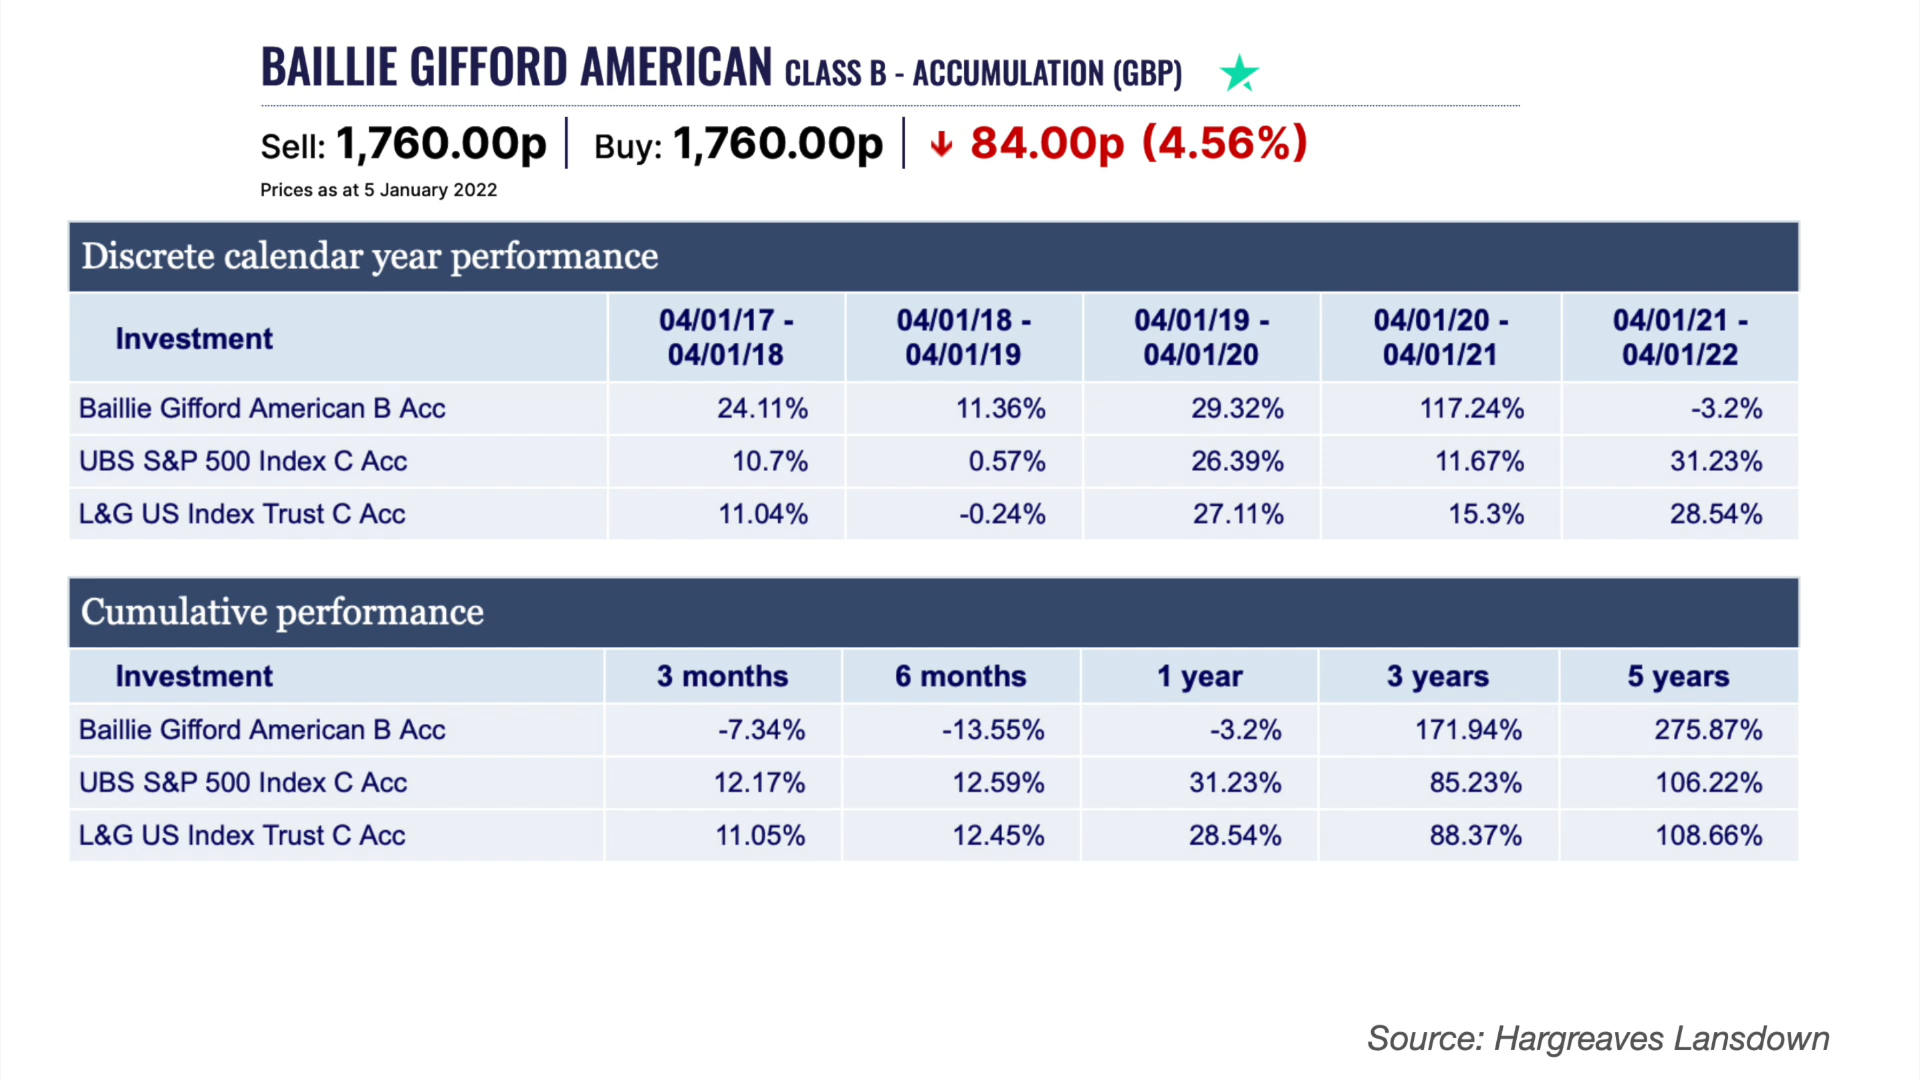 BAILLIE GIFFORD AMERICAN CLASS B - ACCUMULATION (GBP)
Sell: 1,760.00p | Buy: 1,760.00p | ↓ 84.00p (4.56%)
Prices as at 5 January 2022
Discrete calendar year performance
Investment 04/01/17 - 04/01/18 04/01/18 - 04/01/19 04/01/19 - 04/01/20 04/01/20 - 04/01/21 04/01/21 - 04/01/22
Baillie Gifford American B Acc 24.11% 11.36% 29.32% 117.24% -3.2%
UBS S&P 500 Index C Acc 10.7% 0.57% 26.39% 11.67% 31.23%
L&G US Index Trust C Acc 11.04% -0.24% 27.11% 15.3% 28.54%
Cumulative performance
Investment 3 months 6 months 1 year 3 years 5 years
Baillie Gifford American B Acc -7.34% -13.55% -3.2% 171.94% 275.87%
UBS S&P 500 Index C Acc 12.17% 12.59% 31.23% 85.23% 106.22%
L&G US Index Trust C Acc 11.05% 12.45% 28.54% 88.37% 108.66%
Source: Hargreaves Lansdown